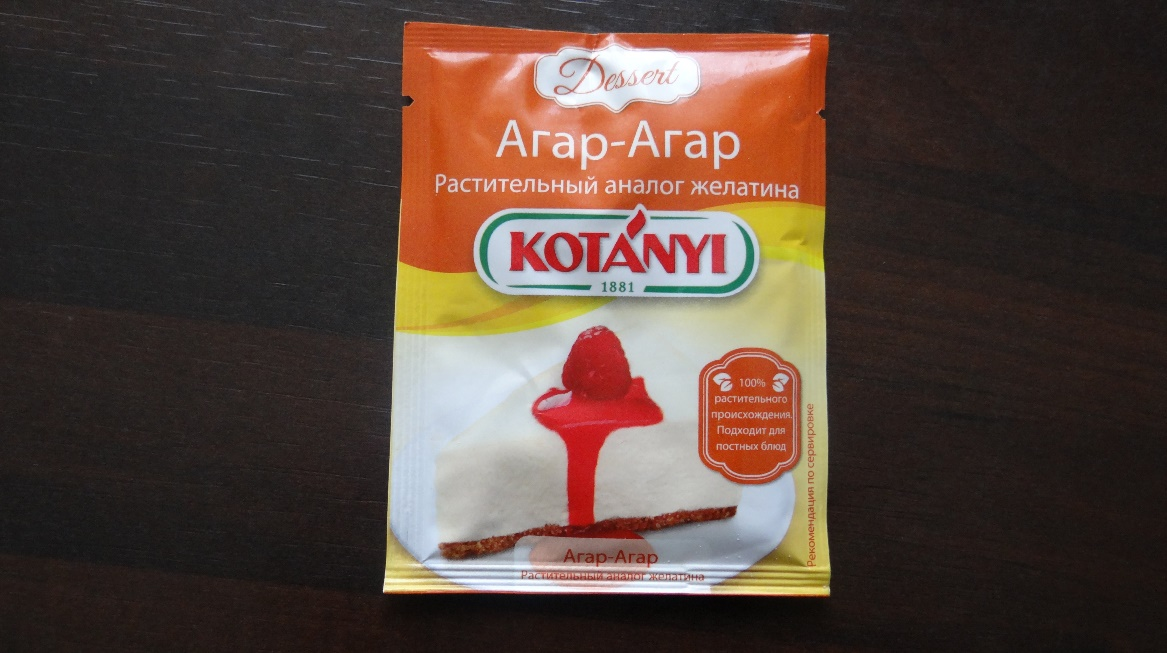 Dessert
Агар-Агар
Растительный аналог желатина
KOTÁNYI
1881
100%
растительного
происхождения.
Подходит для
постных блюд
Рекомендация по сервировке
Агар-Агар
Растительный аналог желатина